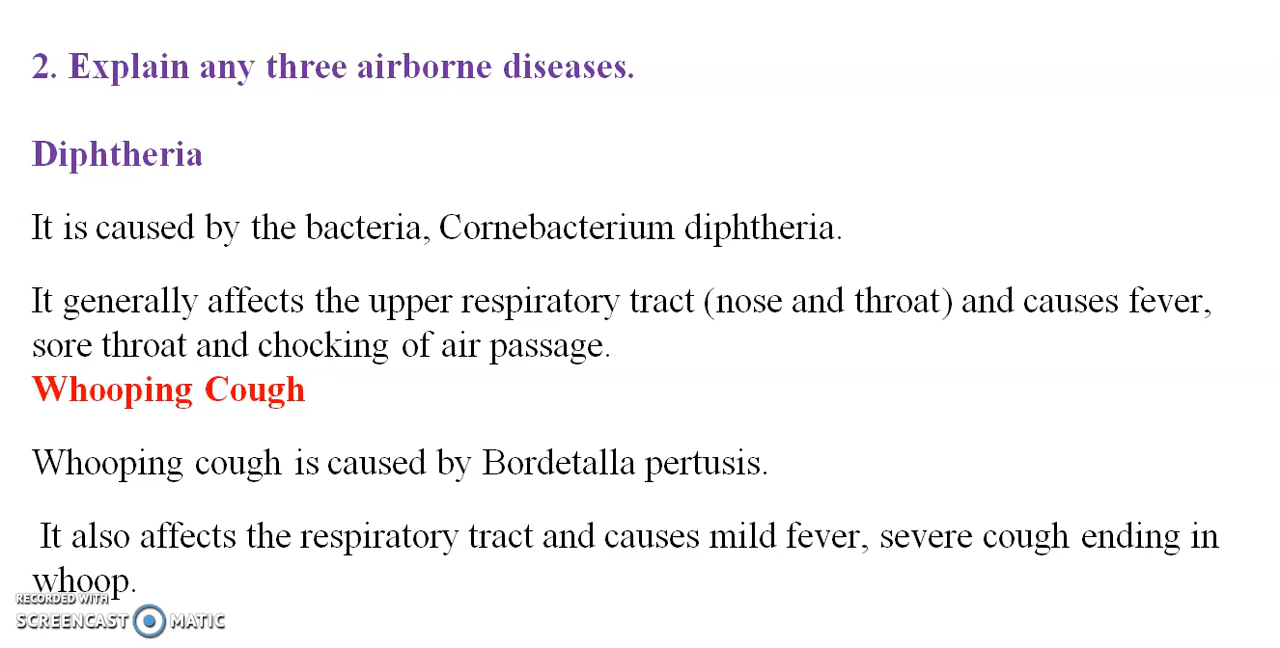 2. Explain any three airborne diseases.
Diphtheria
It is caused by the bacteria, Cornebacterium diphtheria.
It generally affects the upper respiratory tract (nose and throat) and causes fever,
sore throat and chocking of air passage.
Whooping Cough
Whooping cough is caused by Bordetalla pertusis.
It also affects the respiratory tract and causes mild fever, severe cough ending in
whoop.
RECORDED WITH
SCREENCAST MATIC